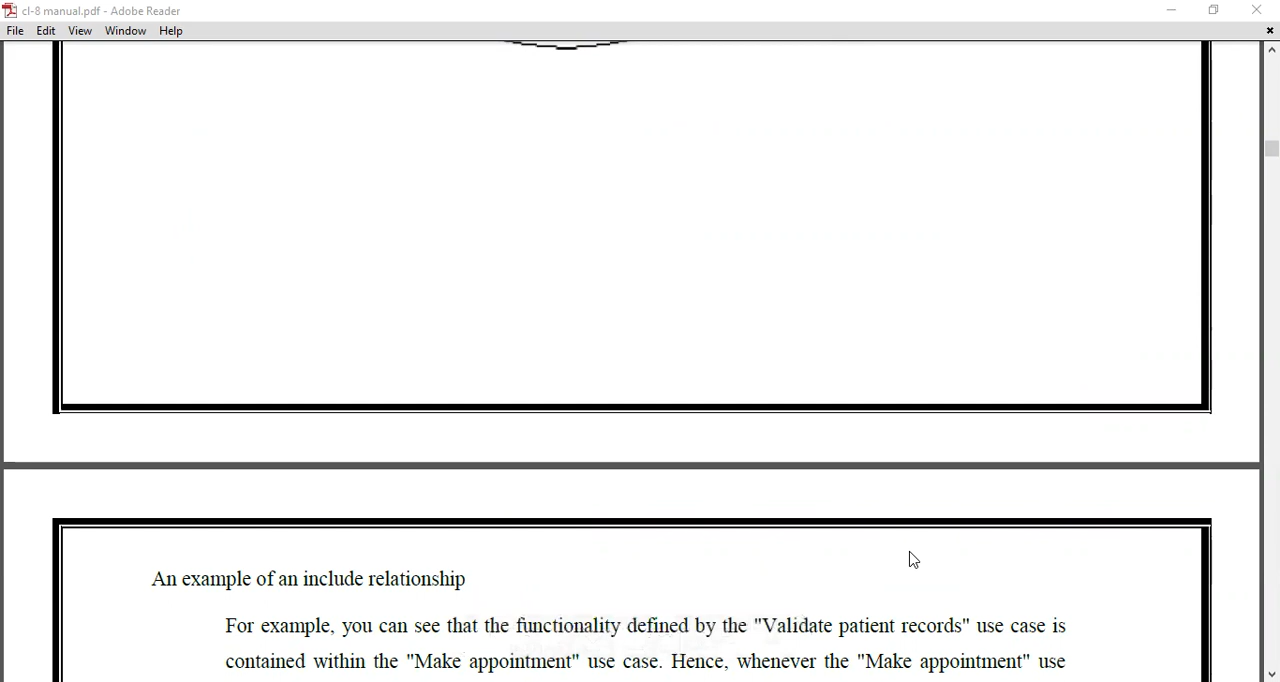 cl-8 manual.pdf - Adobe Reader
File Edit View Window Help
An example of an include relationship
For example, you can see that the functionality defined by the "Validate patient records" use case is
contained within the "Make appointment" use case. Hence, whenever the "Make appointment" use